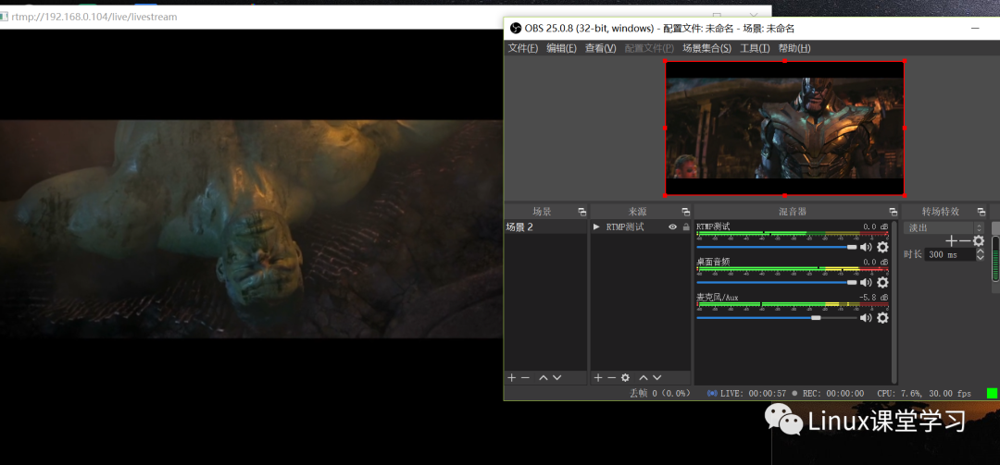 rtmp://192.168.0.104/live/livestream
OBS 25.0.8 (32-bit, windows) - 配置文件: 未命名 - 场景: 未命名
文件(F) 编辑(E) 查看(V) 配置文件(P) 场景集合(S) 工具(T) 帮助(H)
场景
来源
混音器
转场特效
场景 2
RTMP测试
RTMP测试 0.0 dB
桌面音频 0.0 dB
麦克风/Aux -5.8 dB
淡出
时长 300 ms
丢帧 0 (0.0%) LIVE: 00:00:57 REC: 00:00:00 CPU: 7.6%, 30.00 fps
Linux课堂学习